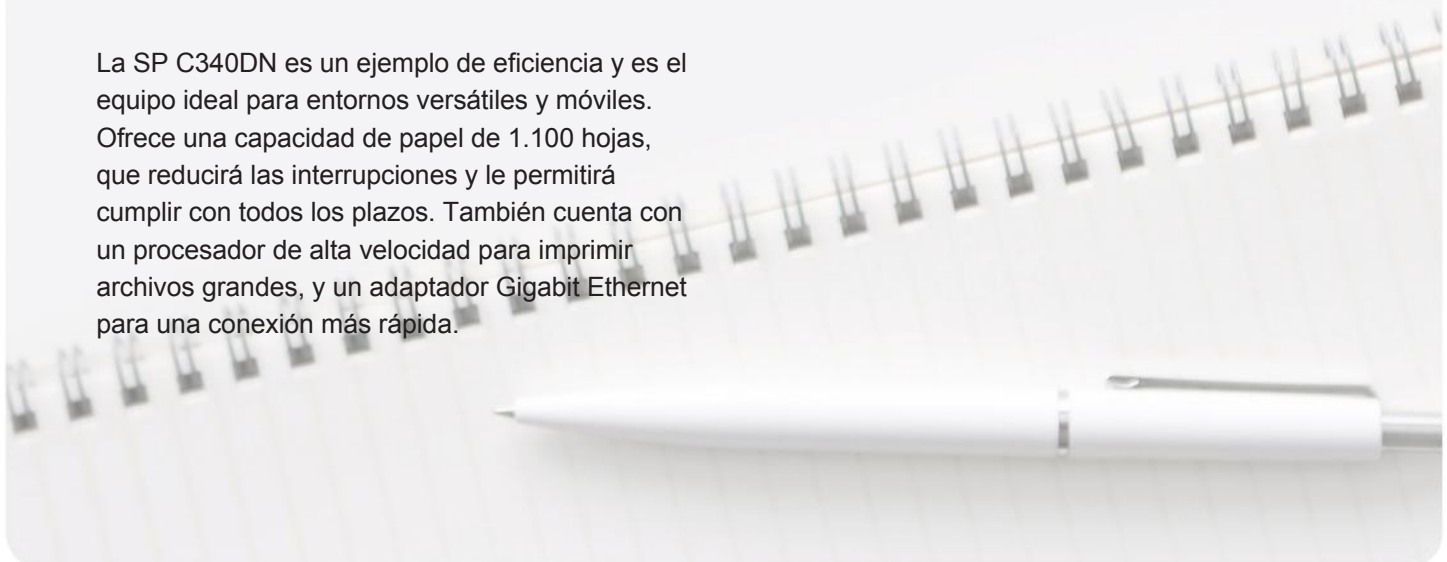 La SP C340DN es un ejemplo de eficiencia y es el
equipo ideal para entornos versátiles y móviles.
Ofrece una capacidad de papel de 1.100 hojas,
que reducirá las interrupciones y le permitirá
cumplir con todos los plazos. También cuenta con
un procesador de alta velocidad para imprimir
archivos grandes, y un adaptador Gigabit Ethernet
para una conexión más rápida.